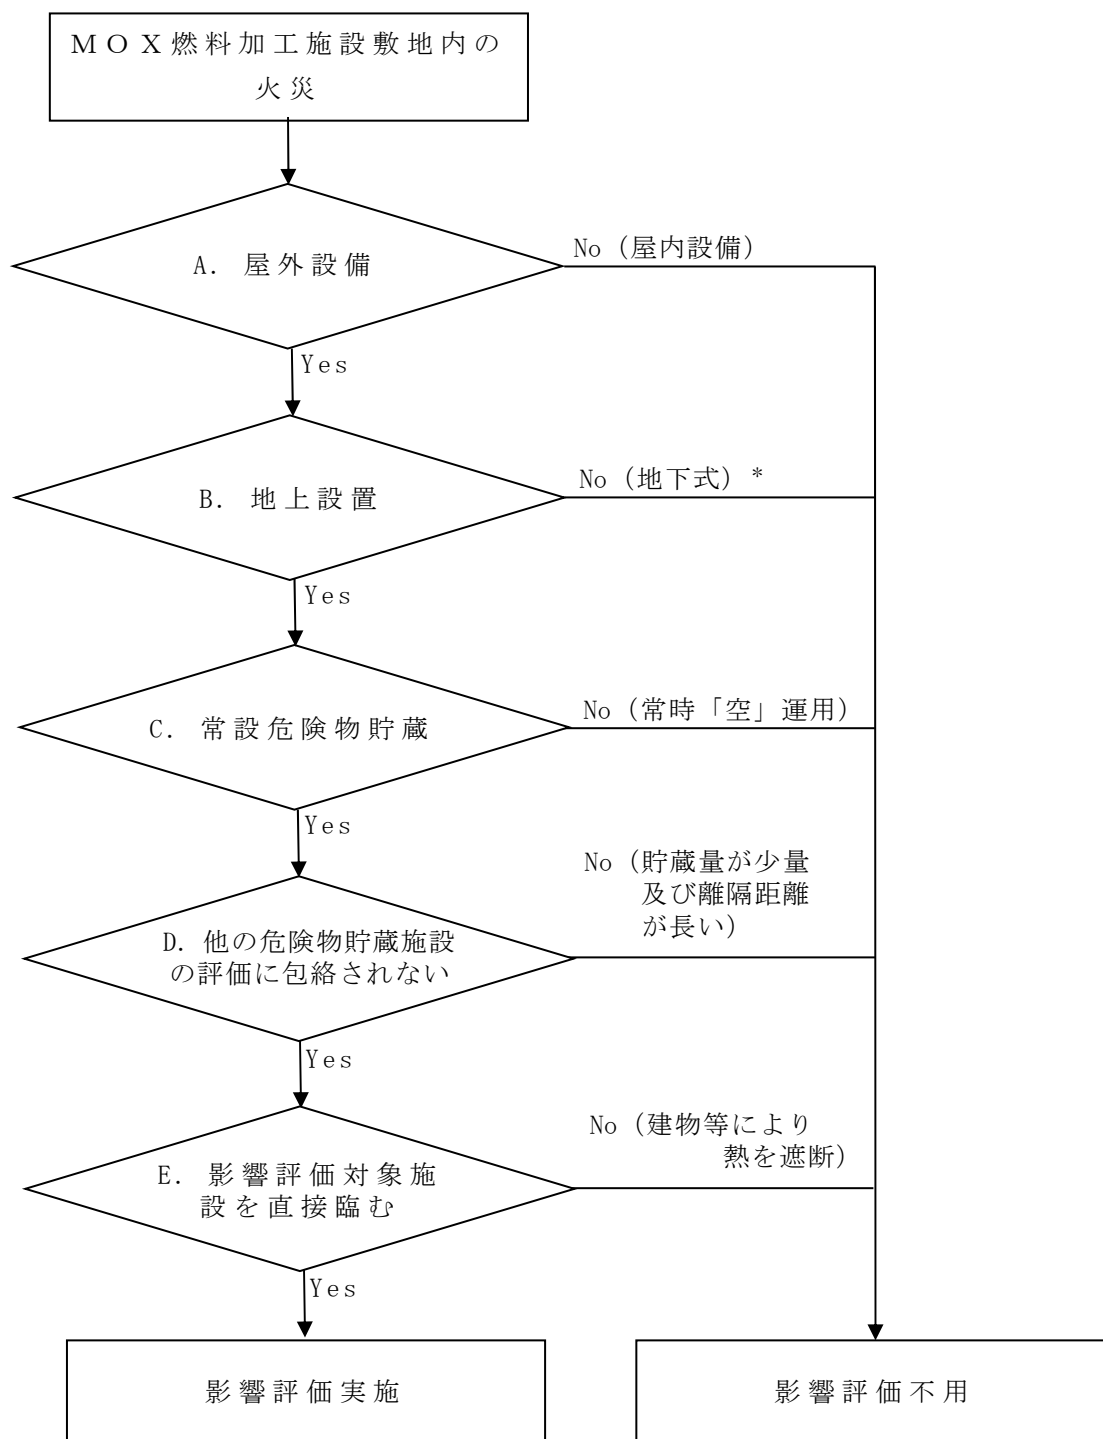 ＭＯＸ燃料加工施設敷地内の
火災
A. 屋外設備
No（屋内設備）
Yes
B. 地上設置
No（地下式）*
Yes
C. 常設危険物貯蔵
No（常時「空」運用）
Yes
No（貯蔵量が少量
及び離隔距離
が長い）
D. 他の危険物貯蔵施設
の評価に包絡されない
Yes
No（建物等により
熱を遮断）
E. 影響評価対象施
設を直接臨む
Yes
影響評価実施
影響評価不用